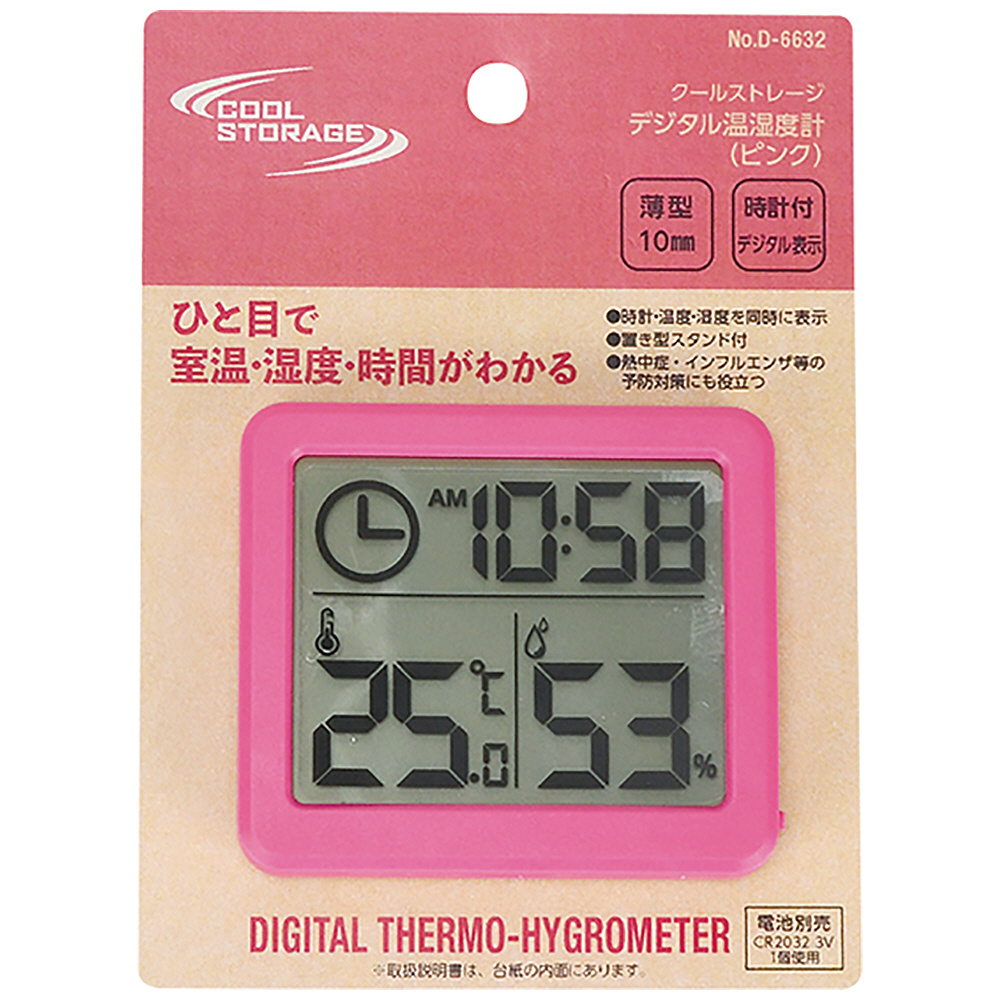 No.D-6632
COOL
STORAGE
クールストレージ
デジタル温湿度計
(ピンク)
薄型
10mm
時計付
デジタル表示
ひと目で
室温・湿度・時間がわかる
●時計・温度・湿度を同時に表示
●置き型スタンド付
●熱中症・インフルエンザ等の
予防対策にも役立つ
AM 10:58
25.0 ℃
53 %
DIGITAL THERMO-HYGROMETER
※取扱説明書は、台紙の内面にあります。
電池別売
CR2032 3V
1個使用